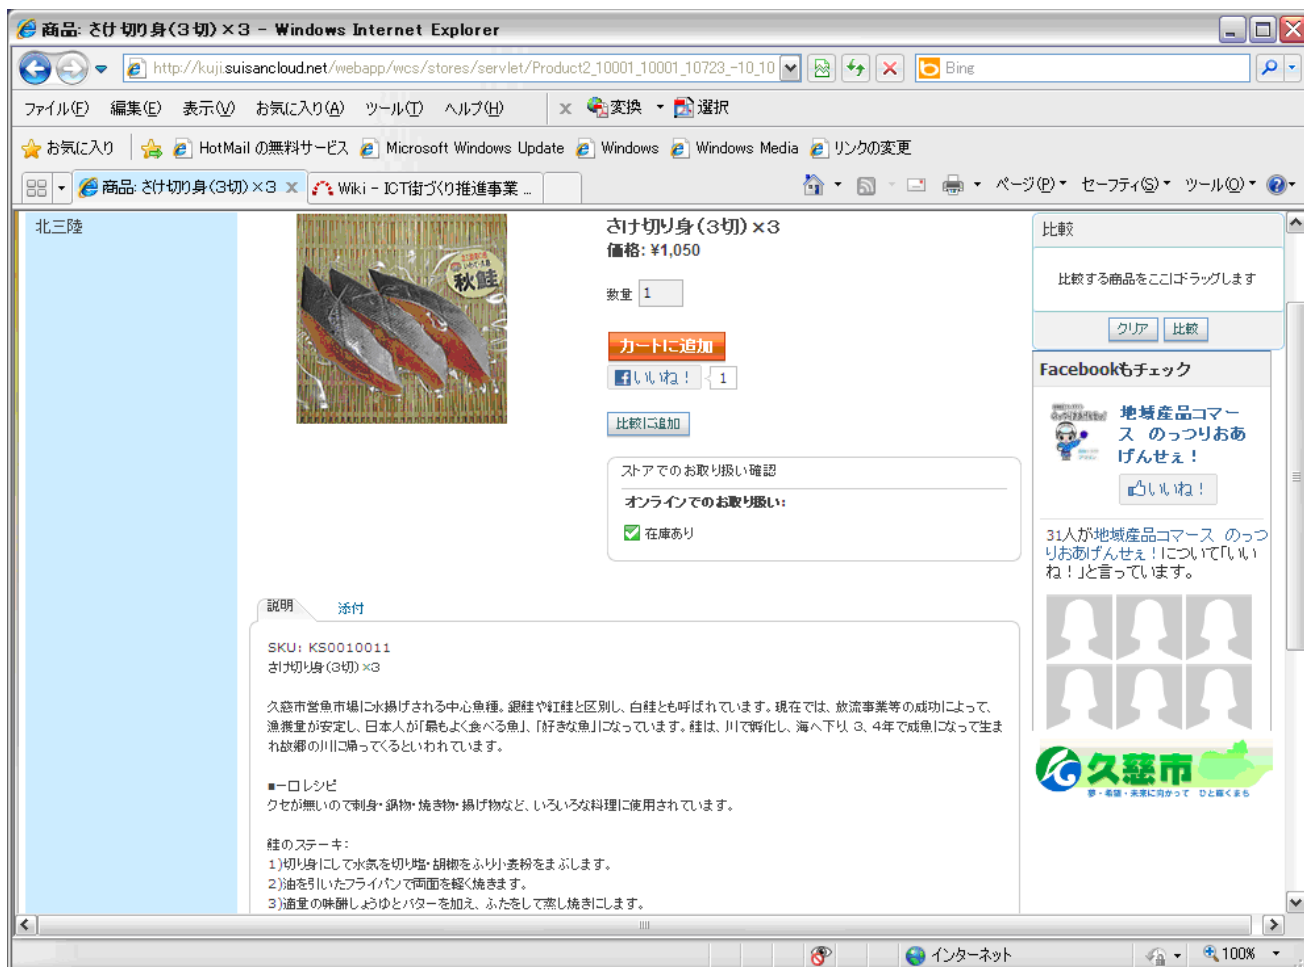 商品: さけ切り身(3切)×3 - Windows Internet Explorer
http://kuji.suisancloud.net/webapp/wcs/stores/servlet/Product2_10001_10001_10723_-10_10
Bing
ファイル(F) 編集(E) 表示(V) お気に入り(A) ツール(T) ヘルプ(H) x 変換 選択
お気に入り HotMail の無料サービス Microsoft Windows Update Windows Windows Media リンクの変更
商品: さけ切り身(3切)×3 x Wiki - ICT街づくり推進事業 ...
ページ(P) セーフティ(S) ツール(O)
北三陸
秋鮭
さけ切り身(3切)×3
価格: ¥1,050
数量 1
カートに追加
いいね! 1
比較に追加
ストアでのお取り扱い確認
オンラインでのお取り扱い:
在庫あり
比較
比較する商品をここにドラッグします
クリア 比較
Facebookもチェック
地域産品コマー
ス のっつりおあ
げんせぇ!
いいね!
31人が地域産品コマース のっつ
りおあげんせぇ!について「いい
ね!」と言っています。
久慈市
夢・希望・未来に向かって ひと輝くまち
説明 添付
SKU: KS0010011
さけ切り身(3切)×3
久慈市営魚市場に水揚げされる中心魚種。銀鮭や紅鮭と区別し、白鮭とも呼ばれています。現在では、放流事業等の成功によって、
漁獲量が安定し、日本人が「最もよく食べる魚」、「好きな魚」になっています。鮭は、川で孵化し、海へ下り、3、4年で成魚になって生ま
れ故郷の川に帰ってくるといわれています。
■一口レシピ
クセが無いので刺身・鍋物・焼き物・揚げ物など、いろいろな料理に使用されています。
鮭のステーキ:
1)切り身にして水気を切り塩・胡椒をふり小麦粉をまぶします。
2)油を引いたフライパンで両面を軽く焼きます。
3)適量の味醂しょうゆとバターを加え、ふたをして蒸し焼きにします。
インターネット 100%